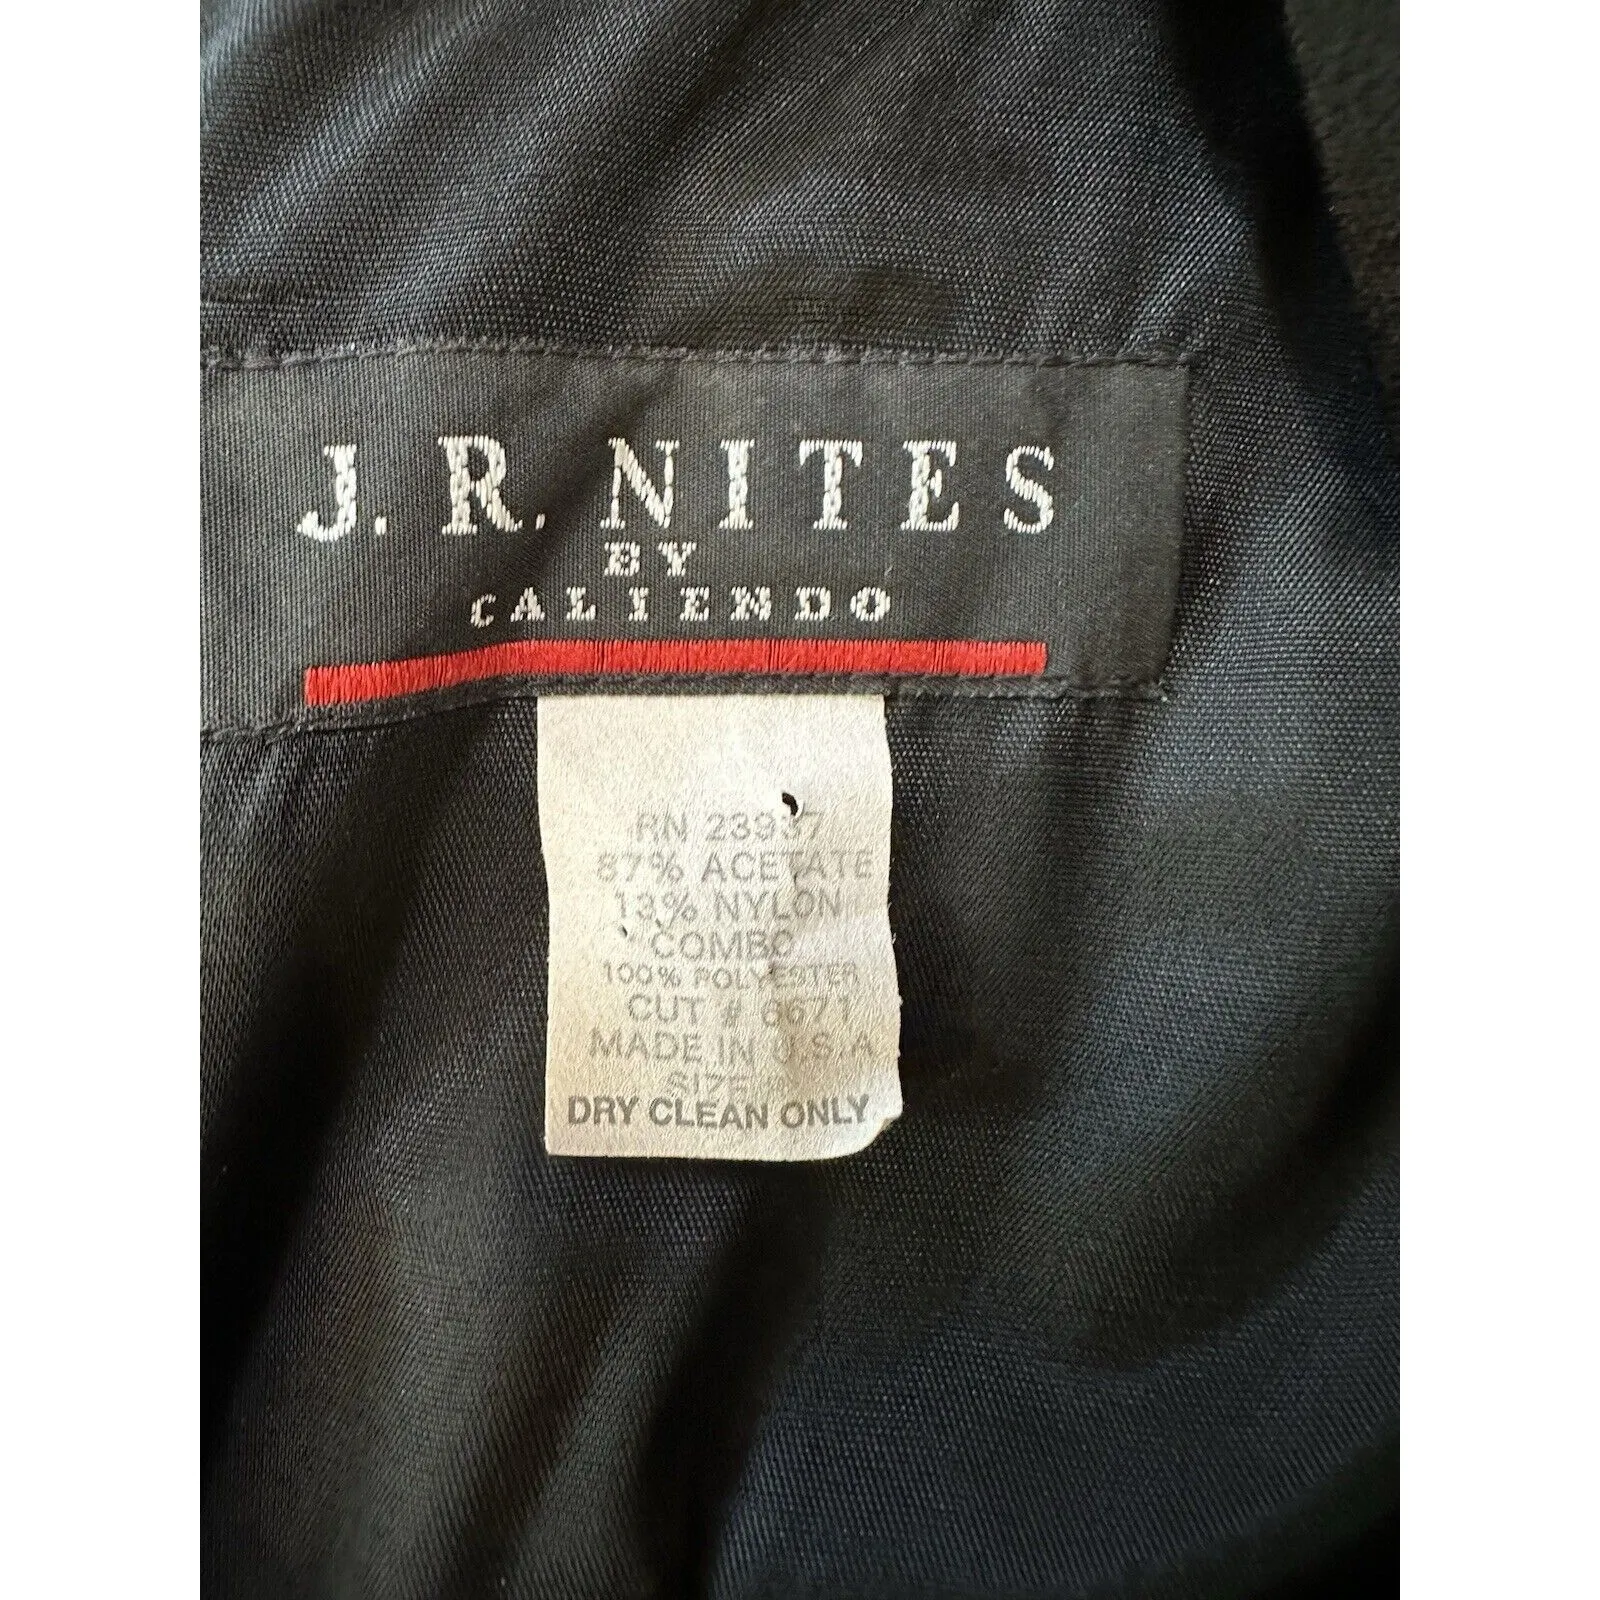 J. R. NITES
BY
CALIENDO
RN 23937
87% ACETATE
13% NYLON
COMBO
100% POLYESTER
CUT # 6671
MADE IN U.S.A
SIZE
DRY CLEAN ONLY